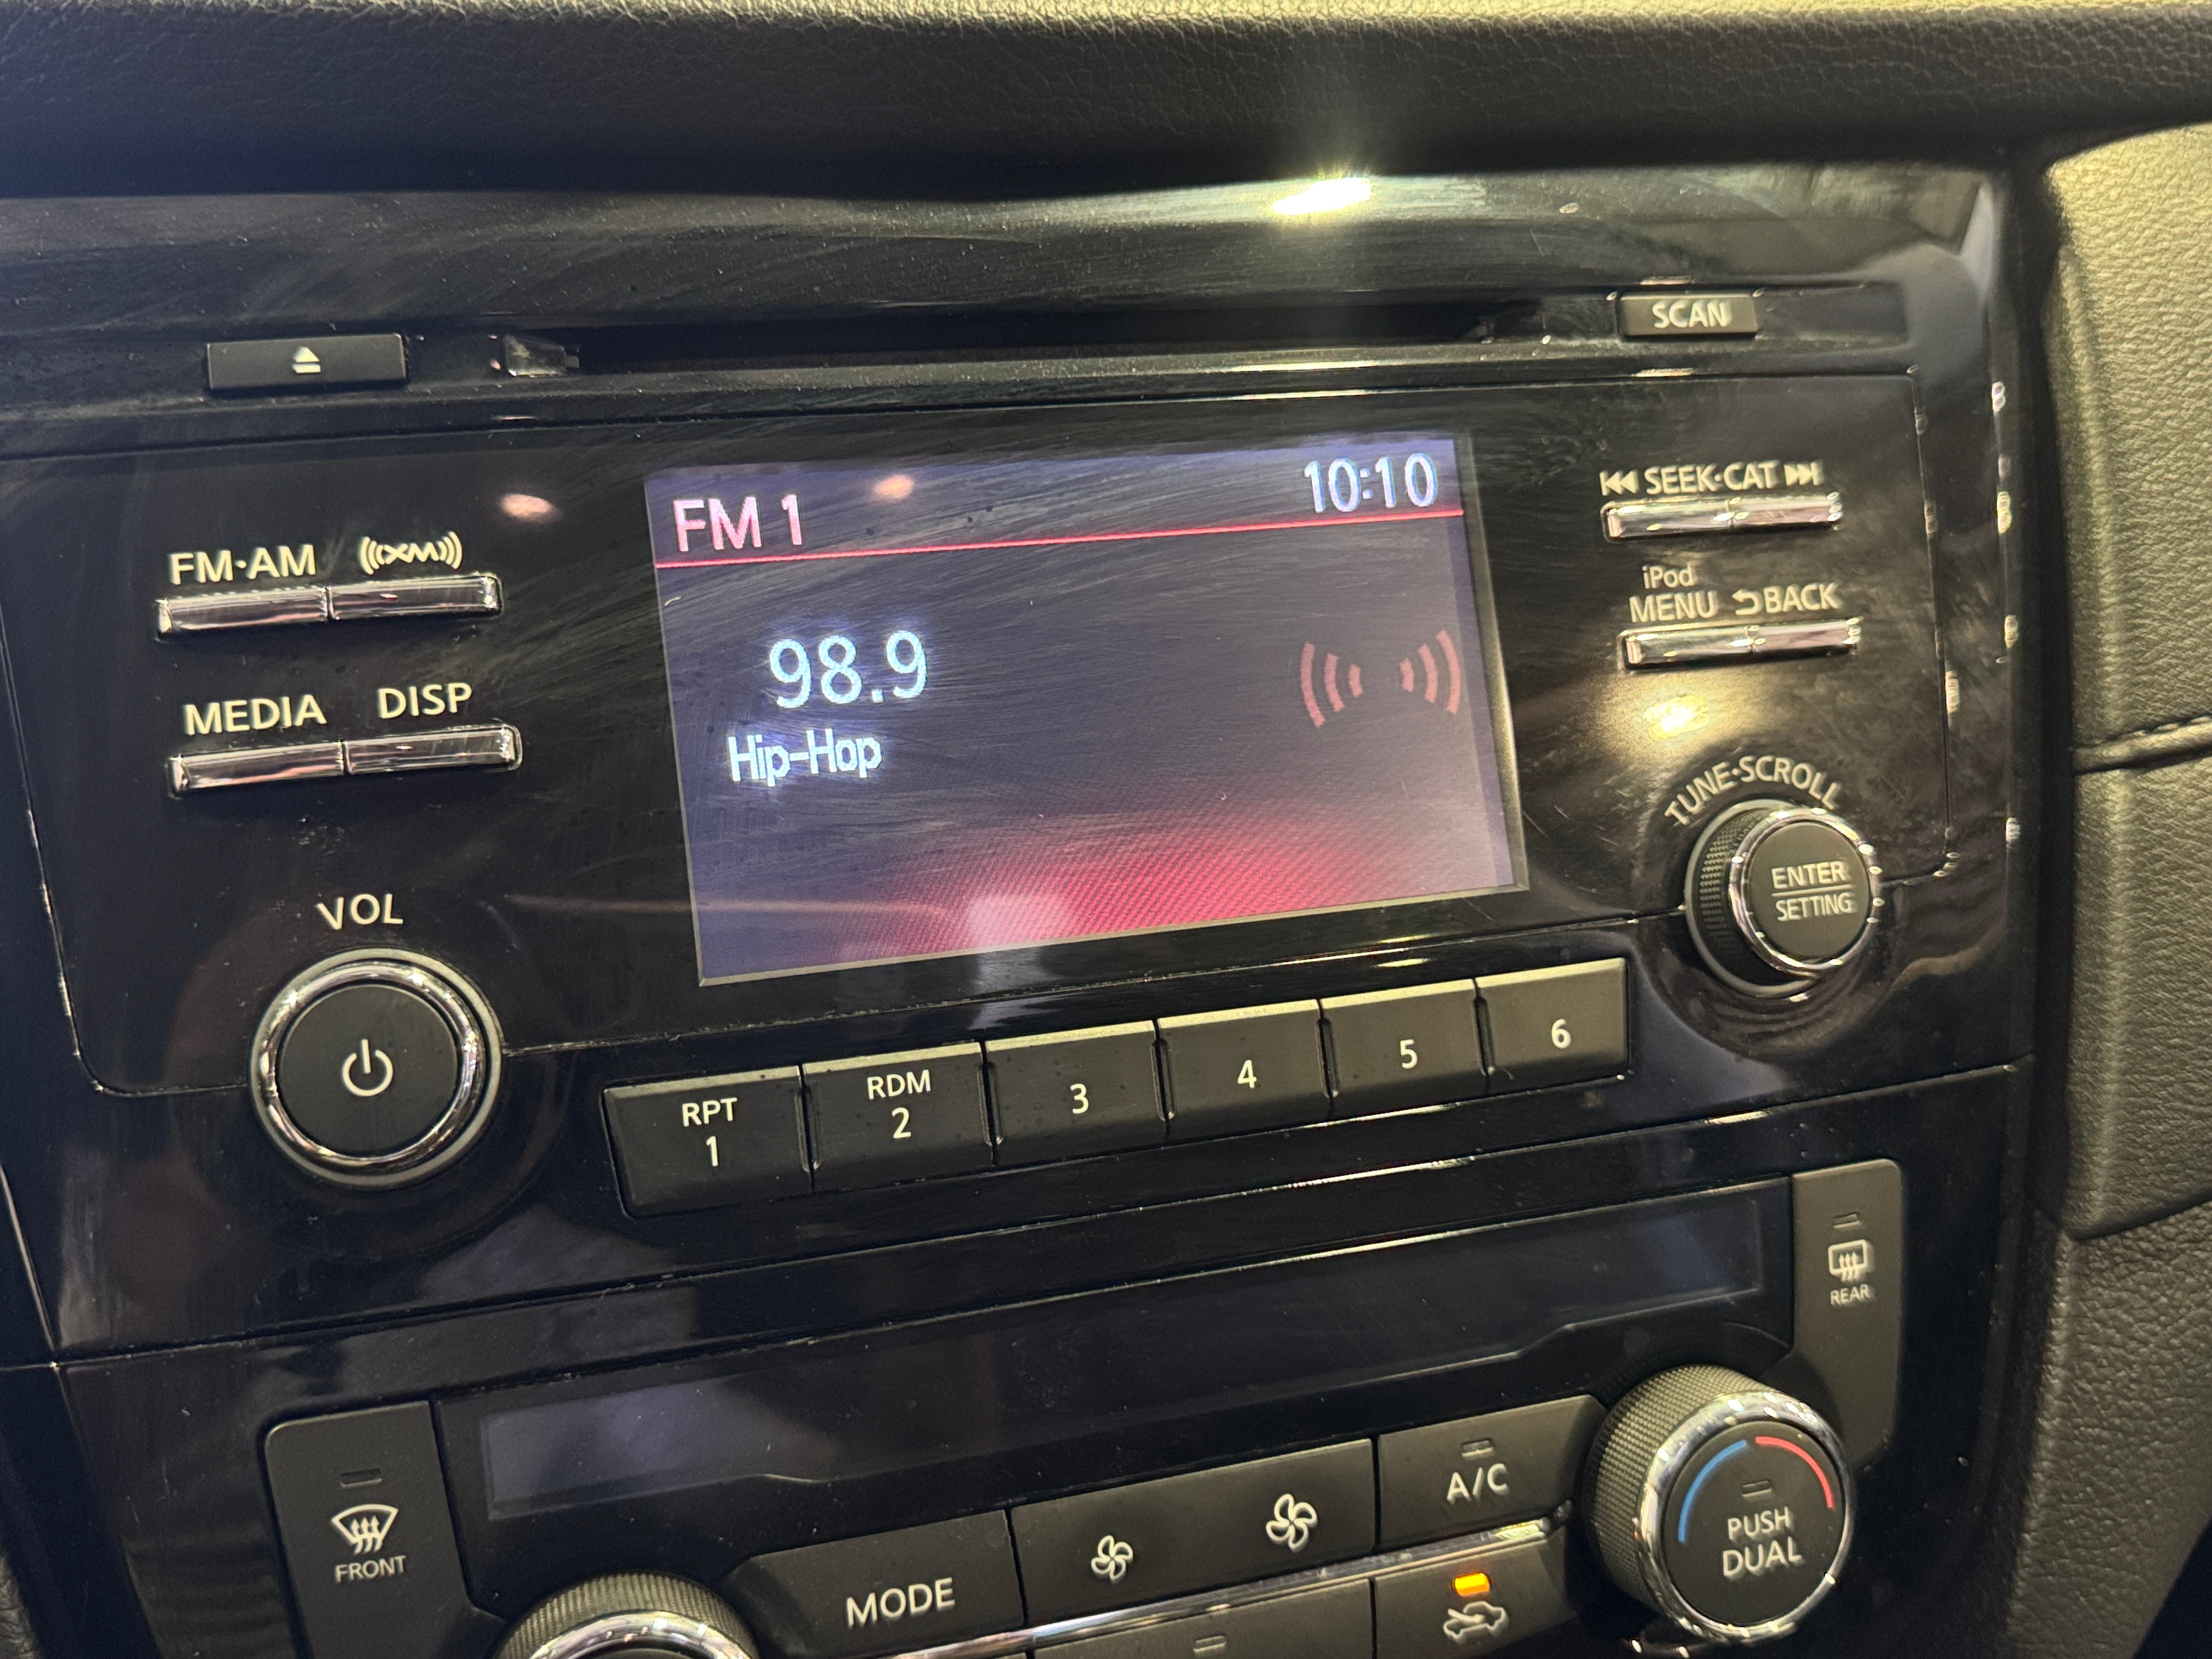 SCAN
FM 1 10:10
SEEK·CAT
FM·AM ((XM))
iPod
MENU BACK
98.9
MEDIA DISP
Hip-Hop
TUNE·SCROLL
ENTER
SETTING
VOL
RPT
1
RDM
2
3
4
5
6
REAR
A/C
FRONT
MODE
PUSH
DUAL